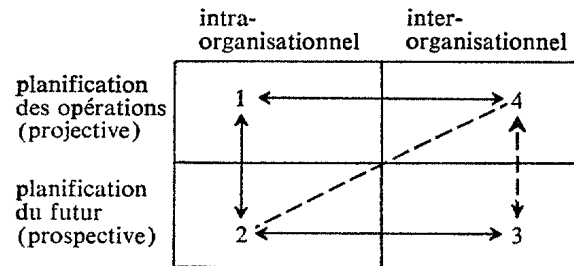 intra-
organisationnel
inter-
organisationnel
planification
des opérations
(projective)
1
4
planification
du futur
(prospective)
2
3